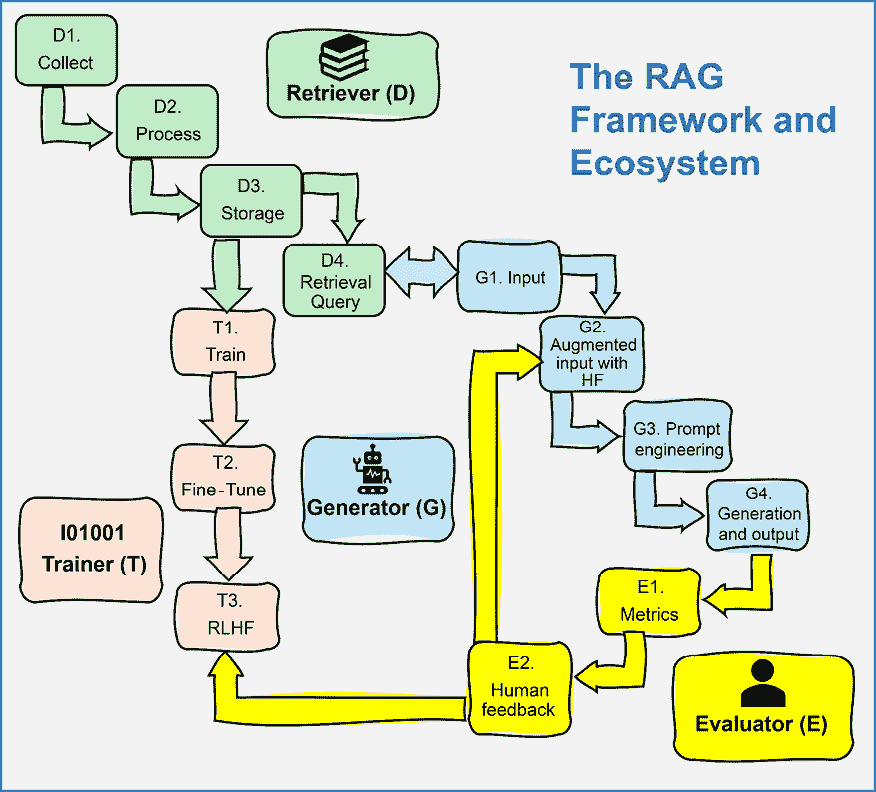 D1.
Collect
Retriever (D)
The RAG
Framework and
Ecosystem
D2.
Process
D3.
Storage
D4.
Retrieval
Query
G1. Input
T1.
Train
G2.
Augmented
input with
HF
G3. Prompt
engineering
T2.
Fine-Tune
Generator (G)
G4.
Generation
and output
I01001
Trainer (T)
T3.
RLHF
E1.
Metrics
E2.
Human
feedback
Evaluator (E)